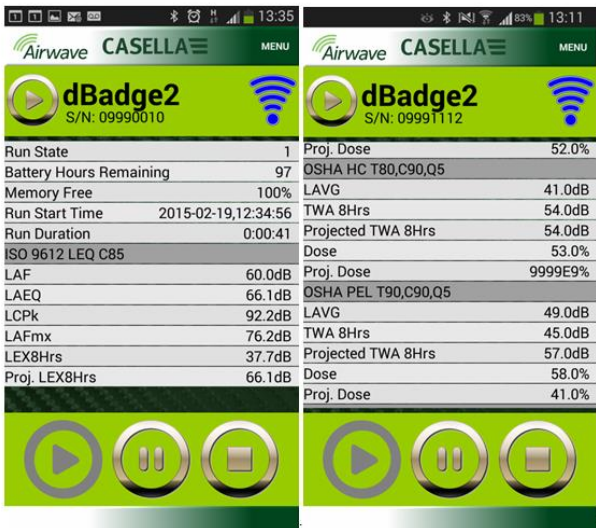 13:35
Airwave CASELLA MENU
dBadge2
S/N: 09990010
Run State 1
Battery Hours Remaining 97
Memory Free 100%
Run Start Time 2015-02-19,12:34:56
Run Duration 0:00:41
ISO 9612 LEQ C85
LAF 60.0dB
LAEQ 66.1dB
LCPk 92.2dB
LAFmx 76.2dB
LEX8Hrs 37.7dB
Proj. LEX8Hrs 66.1dB
83% 13:11
Airwave CASELLA MENU
dBadge2
S/N: 09991112
Proj. Dose 52.0%
OSHA HC T80,C90,Q5
LAVG 41.0dB
TWA 8Hrs 54.0dB
Projected TWA 8Hrs 54.0dB
Dose 53.0%
Proj. Dose 9999E9%
OSHA PEL T90,C90,Q5
LAVG 49.0dB
TWA 8Hrs 45.0dB
Projected TWA 8Hrs 57.0dB
Dose 58.0%
Proj. Dose 41.0%